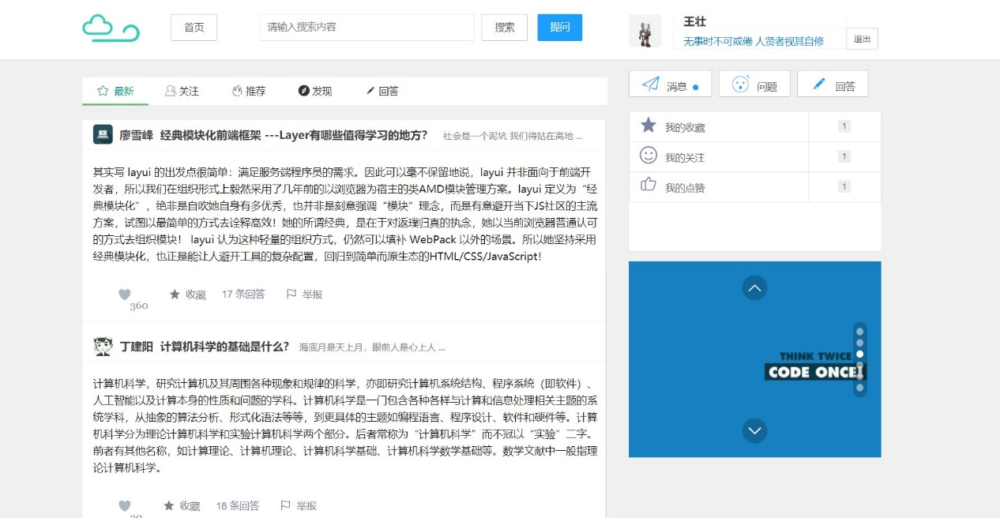 首页
请输入搜索内容
搜索
提问
王壮
无事时不可或倦 人贤者视其自修
退出
最新
关注
推荐
发现
回答
消息
问题
回答
我的收藏
1
我的关注
1
我的点赞
1
廖雪峰 经典模块化前端框架 ---Layer有哪些值得学习的地方?
社会是一个泥坑 我们得站在高地 ...
其实写 layui 的出发点很简单：满足服务端程序员的需求。因此可以毫不保留地说，layui 并非面向于前端开
发者，所以我们在组织形式上毅然采用了几年前的以浏览器为宿主的类AMD模块管理方案。layui 定义为“经
典模块化”，绝非是自吹她自身有多优秀，也并非是刻意强调“模块”理念，而是有意避开当下JS社区的主流
方案，试图以最简单的方式去诠释高效！她的所谓经典，是在于对返璞归真的执念，她以当前浏览器普通认可
的方式去组织模块！ layui 认为这种轻量的组织方式，仍然可以填补 WebPack 以外的场景。所以她坚持采用
经典模块化，也正是能让人避开工具的复杂配置，回归到简单而原生态的HTML/CSS/JavaScript！
360
收藏
17 条回答
举报
丁建阳 计算机科学的基础是什么?
海底月是天上月，眼前人是心上人 ...
计算机科学，研究计算机及其周围各种现象和规律的科学，亦即研究计算机系统结构、程序系统（即软件）、
人工智能以及计算本身的性质和问题的学科。计算机科学是一门包含各种各样与计算和信息处理相关主题的系
统学科，从抽象的算法分析、形式化语法等等，到更具体的主题如编程语言、程序设计、软件和硬件等。计算
机科学分为理论计算机科学和实验计算机科学两个部分。后者常称为“计算机科学”而不冠以“实验”二字。
前者有其他名称，如计算理论、计算机理论、计算机科学基础、计算机科学数学基础等。数学文献中一般指理
论计算机科学。
收藏
18 条回答
举报
THINK TWICE
CODE ONCE!